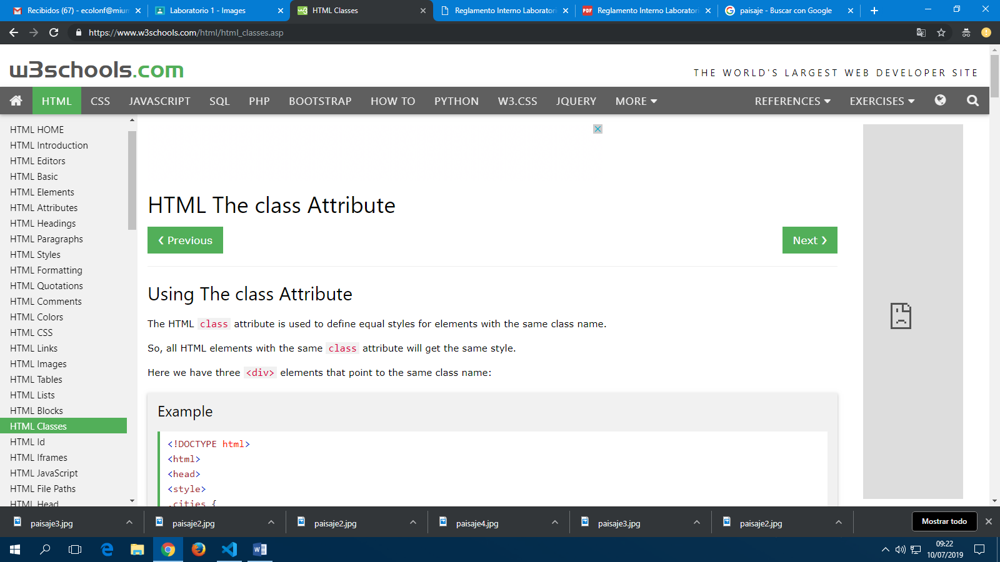 Recibidos (67) - ecolonf@miun
Laboratorio 1 - Images
HTML Classes
Reglamento Interno Laborator
PDF
Reglamento Interno Laborator
paisaje - Buscar con Google
https://www.w3schools.com/html/html_classes.asp
w3schools.com
THE WORLD'S LARGEST WEB DEVELOPER SITE
HTML CSS JAVASCRIPT SQL PHP BOOTSTRAP HOW TO PYTHON W3.CSS JQUERY MORE REFERENCES EXERCISES
HTML HOME
HTML Introduction
HTML Editors
HTML Basic
HTML Elements
HTML Attributes
HTML Headings
HTML Paragraphs
HTML Styles
HTML Formatting
HTML Quotations
HTML Comments
HTML Colors
HTML CSS
HTML Links
HTML Images
HTML Tables
HTML Lists
HTML Blocks
HTML Classes
HTML Id
HTML Iframes
HTML JavaScript
HTML File Paths
HTML Head
HTML The class Attribute
❮ Previous
Next ❯
Using The class Attribute
The HTML class attribute is used to define equal styles for elements with the same class name.
So, all HTML elements with the same class attribute will get the same style.
Here we have three <div> elements that point to the same class name:
Example
<!DOCTYPE html>
<html>
<head>
<style>
.cities {
paisaje3.jpg
paisaje2.jpg
paisaje2.jpg
paisaje4.jpg
paisaje3.jpg
paisaje2.jpg
Mostrar todo
09:22
10/07/2019